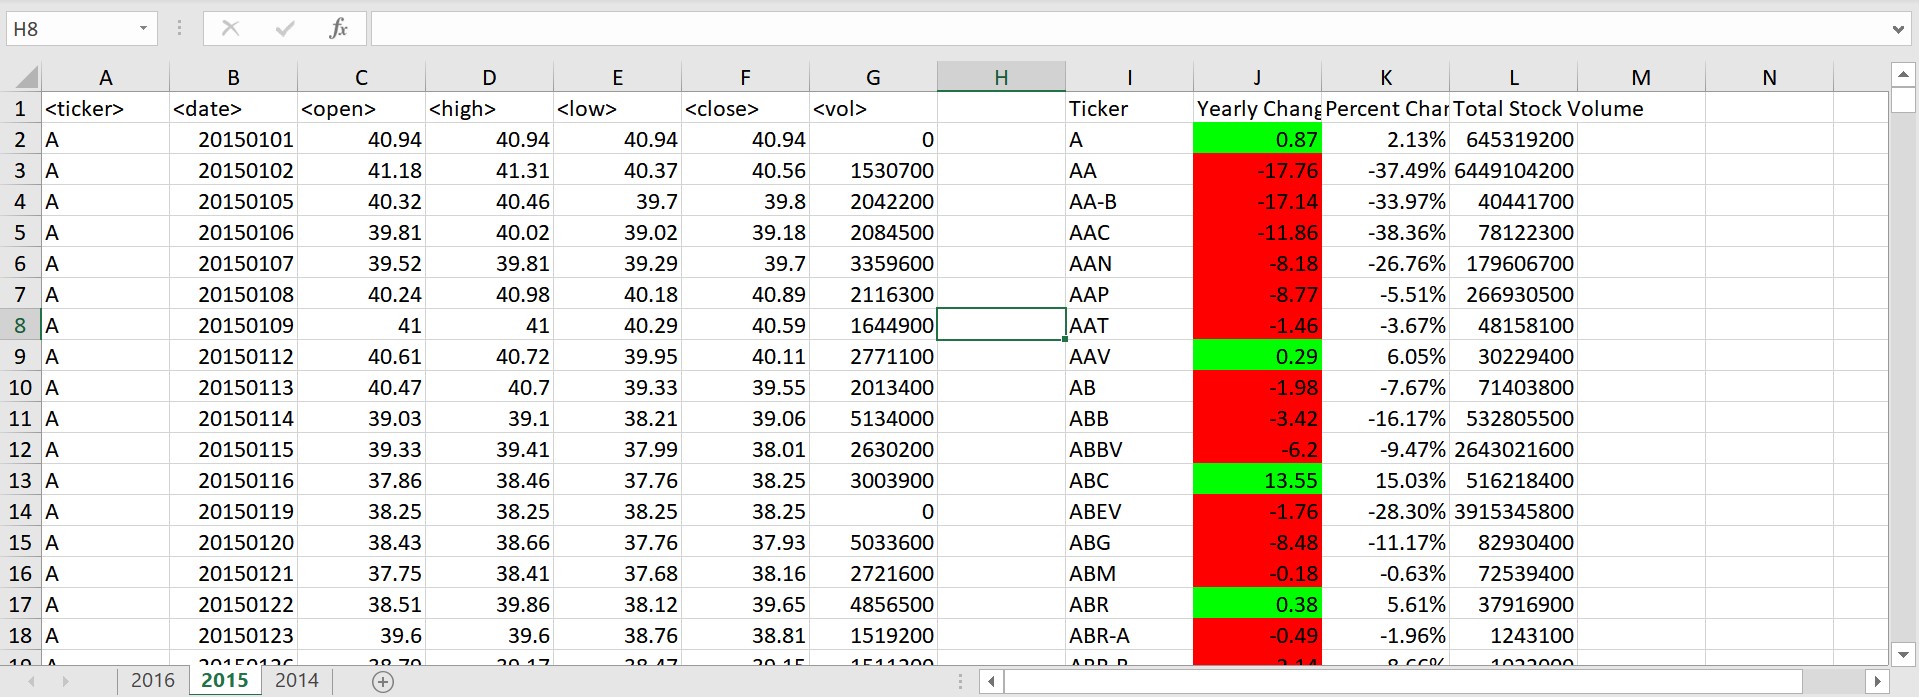 H8 fx
A B C D E F G H I J K L M N
1 <ticker> <date> <open> <high> <low> <close> <vol> Ticker Yearly Chang Percent Char Total Stock Volume
2 A 20150101 40.94 40.94 40.94 40.94 0 A 0.87 2.13% 645319200
3 A 20150102 41.18 41.31 40.37 40.56 1530700 AA -17.76 -37.49% 6449104200
4 A 20150105 40.32 40.46 39.7 39.8 2042200 AA-B -17.14 -33.97% 40441700
5 A 20150106 39.81 40.02 39.02 39.18 2084500 AAC -11.86 -38.36% 78122300
6 A 20150107 39.52 39.81 39.29 39.7 3359600 AAN -8.18 -26.76% 179606700
7 A 20150108 40.24 40.98 40.18 40.89 2116300 AAP -8.77 -5.51% 266930500
8 A 20150109 41 41 40.29 40.59 1644900 AAT -1.46 -3.67% 48158100
9 A 20150112 40.61 40.72 39.95 40.11 2771100 AAV 0.29 6.05% 30229400
10 A 20150113 40.47 40.7 39.33 39.55 2013400 AB -1.98 -7.67% 71403800
11 A 20150114 39.03 39.1 38.21 39.06 5134000 ABB -3.42 -16.17% 532805500
12 A 20150115 39.33 39.41 37.99 38.01 2630200 ABBV -6.2 -9.47% 2643021600
13 A 20150116 37.86 38.46 37.76 38.25 3003900 ABC 13.55 15.03% 516218400
14 A 20150119 38.25 38.25 38.25 38.25 0 ABEV -1.76 -28.30% 3915345800
15 A 20150120 38.43 38.66 37.76 37.93 5033600 ABG -8.48 -11.17% 82930400
16 A 20150121 37.75 38.41 37.68 38.16 2721600 ABM -0.18 -0.63% 72539400
17 A 20150122 38.51 39.86 38.12 39.65 4856500 ABR 0.38 5.61% 37916900
18 A 20150123 39.6 39.6 38.76 38.81 1519200 ABR-A -0.49 -1.96% 1243100
2016 2015 2014